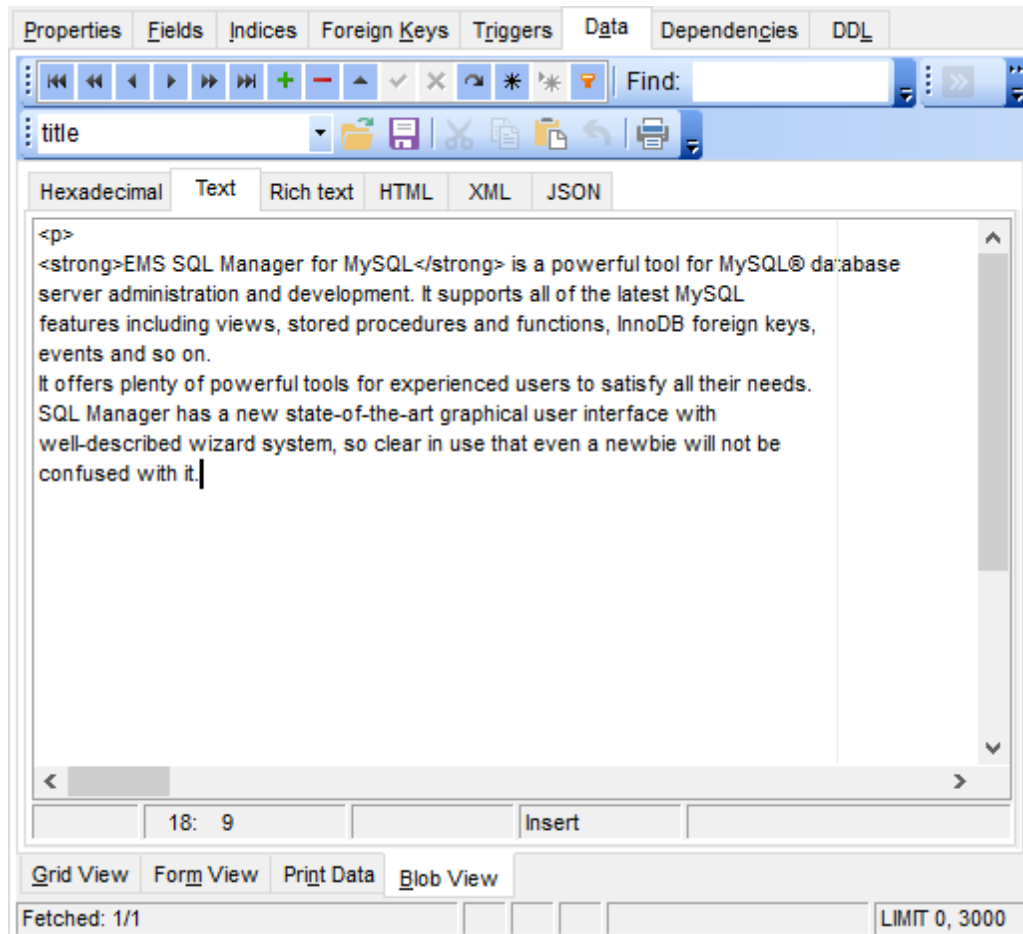 Properties Fields Indices Foreign Keys Triggers Data Dependencies DDL
Find:
title
Hexadecimal Text Rich text HTML XML JSON
<p>
<strong>EMS SQL Manager for MySQL</strong> is a powerful tool for MySQL® database
server administration and development. It supports all of the latest MySQL
features including views, stored procedures and functions, InnoDB foreign keys,
events and so on.
It offers plenty of powerful tools for experienced users to satisfy all their needs.
SQL Manager has a new state-of-the-art graphical user interface with
well-described wizard system, so clear in use that even a newbie will not be
confused with it.
18: 9 Insert
Grid View Form View Print Data Blob View
Fetched: 1/1 LIMIT 0, 3000